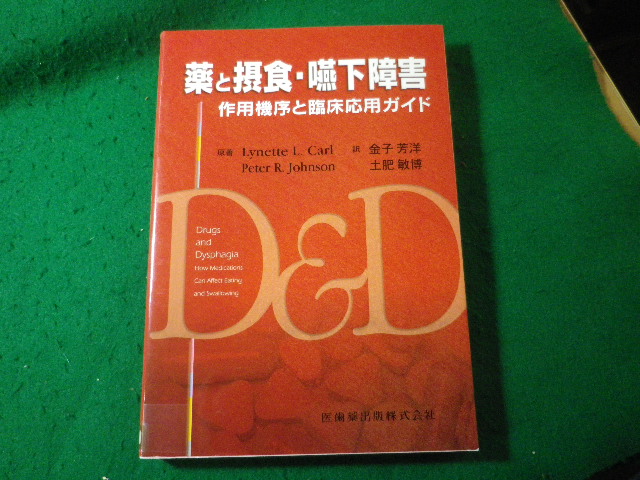 薬と摂食・嚥下障害
作用機序と臨床応用ガイド
原著 Lynette L. Carl 訳 金子 芳洋
Peter R. Johnson 土肥 敏博
D&D
Drugs
and
Dysphagia
How Medications
Can Affect Eating
and Swallowing
医歯薬出版株式会社